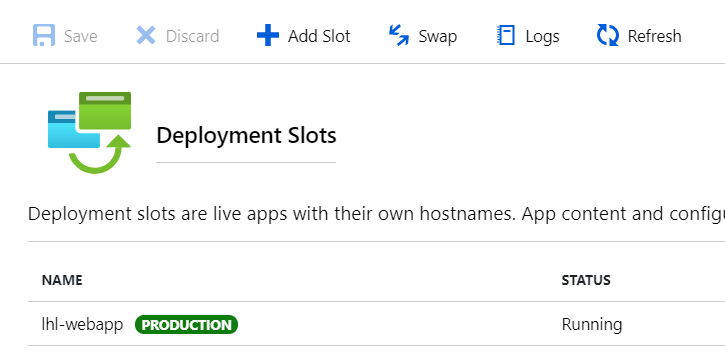 Save Discard Add Slot Swap Logs Refresh
Deployment Slots
Deployment slots are live apps with their own hostnames. App content and
NAME STATUS
lhl-webapp PRODUCTION Running